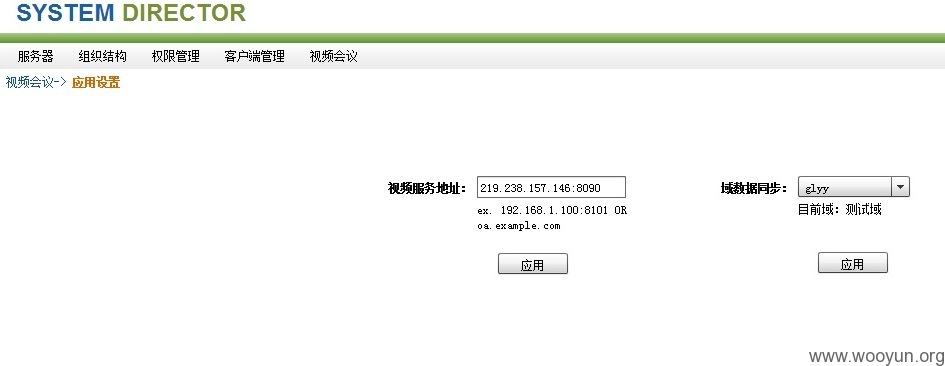 SYSTEM DIRECTOR
服务器 组织结构 权限管理 客户端管理 视频会议
视频会议-> 应用设置
视频服务地址： 219.238.157.146:8090 域数据同步： glyy
ex. 192.168.1.100:8101 OR 目前域：测试域
oa.example.com
应用 应用
www.wooyun.org